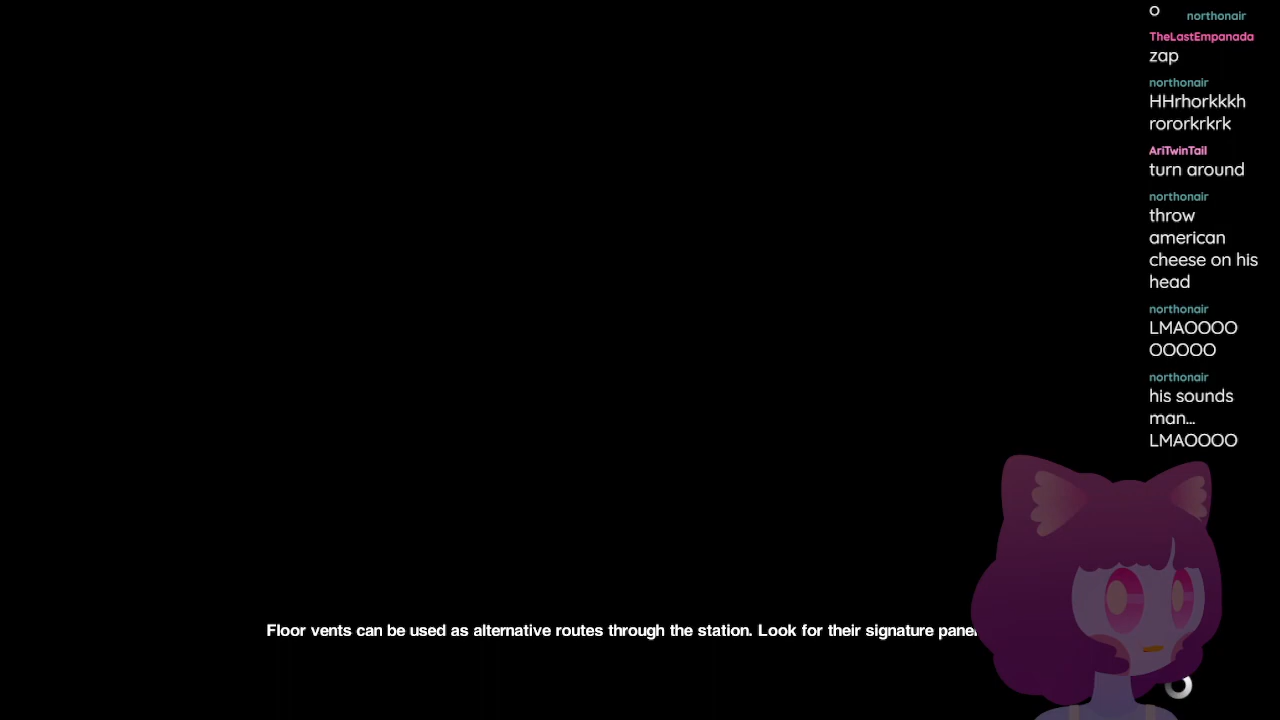 o
northonair
TheLastEmpanada
zap
northonair
HHrhorkkkh
rororkrkrk
AriTwinTail
turn around
northonair
throw
american
cheese on his
head
northonair
LMAOOOO
OOOOO
northonair
his sounds
man...
LMAOOOO
Floor vents can be used as alternative routes through the station. Look for their signature